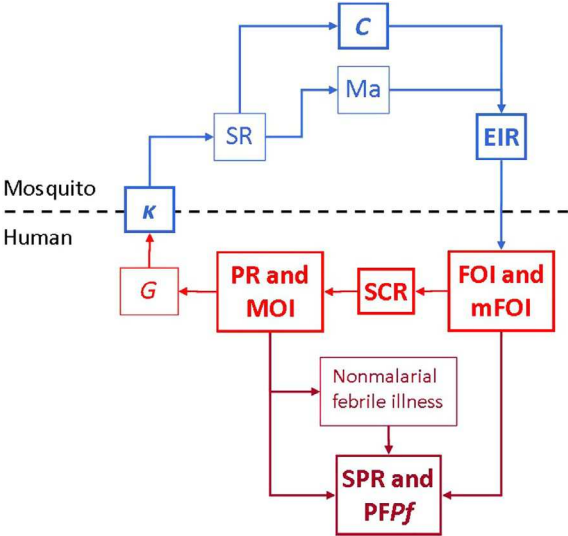 C
Ma
SR
EIR
Mosquito
κ
Human
G
PR and
MOI
SCR
FOI and
mFOI
Nonmalarial
febrile illness
SPR and
PFPf